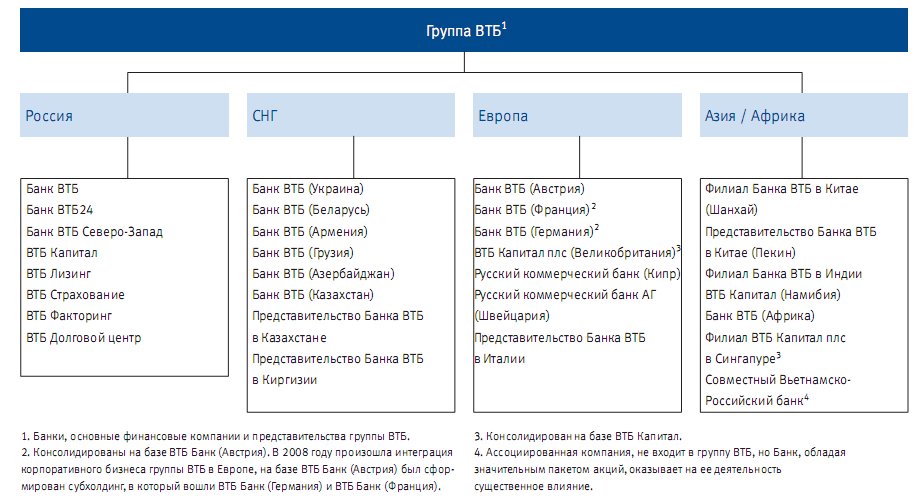 Группа ВТБ¹
Россия
Банк ВТБ
Банк ВТБ24
Банк ВТБ Северо-Запад
ВТБ Капитал
ВТБ Лизинг
ВТБ Страхование
ВТБ Факторинг
ВТБ Долговой центр
СНГ
Банк ВТБ (Украина)
Банк ВТБ (Беларусь)
Банк ВТБ (Армения)
Банк ВТБ (Грузия)
Банк ВТБ (Азербайджан)
Банк ВТБ (Казахстан)
Представительство Банка ВТБ
в Казахстане
Представительство Банка ВТБ
в Киргизии
Европа
Банк ВТБ (Австрия)
Банк ВТБ (Франция)²
Банк ВТБ (Германия)²
ВТБ Капитал плс (Великобритания)³
Русский коммерческий банк (Кипр)
Русский коммерческий банк АГ
(Швейцария)
Представительство Банка ВТБ
в Италии
Азия / Африка
Филиал Банка ВТБ в Китае
(Шанхай)
Представительство Банка ВТБ
в Китае (Пекин)
Филиал Банка ВТБ в Индии
ВТБ Капитал (Намибия)
Банк ВТБ (Африка)
Филиал ВТБ Капитал плс
в Сингапуре³
Совместный Вьетнамско-
Российский банк⁴
1. Банки, основные финансовые компании и представительства группы ВТБ.
2. Консолидированы на базе ВТБ Банк (Австрия). В 2008 году произошла интеграция
корпоративного бизнеса группы ВТБ в Европе, на базе ВТБ Банк (Австрия) был сфор-
мирован субхолдинг, в который вошли ВТБ Банк (Германия) и ВТБ Банк (Франция).
3. Консолидирован на базе ВТБ Капитал.
4. Ассоциированная компания, не входит в группу ВТБ, но Банк, обладая
значительным пакетом акций, оказывает на ее деятельность
существенное влияние.